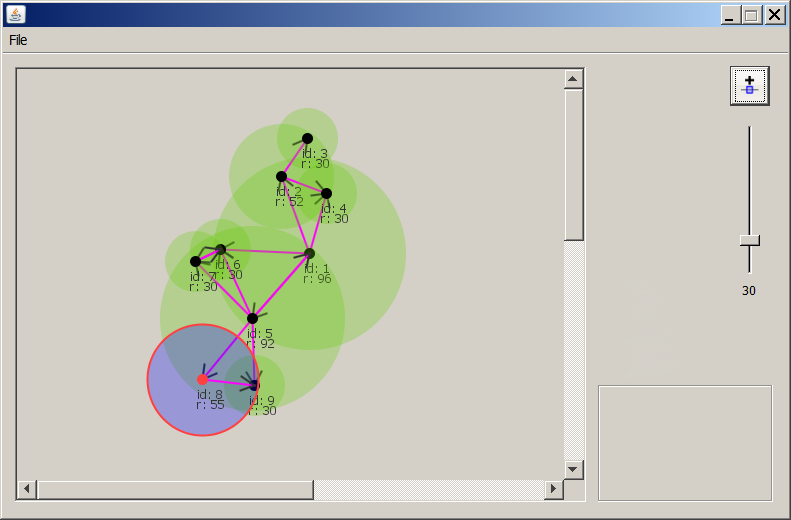 File
id: 3
r: 30
id: 2
r: 52
id: 4
r: 30
id: 1
r: 96
id: 6
r: 30
id: 7
r: 30
30
id: 5
r: 92
id: 8
r: 55
id: 9
r: 30